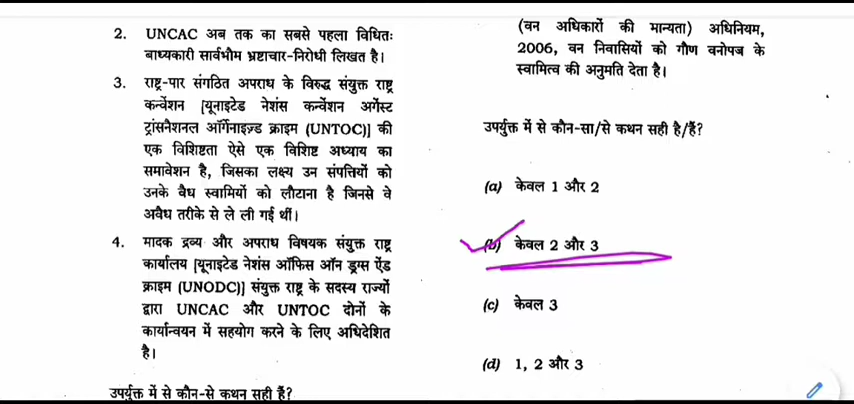 2. UNCAC अब तक का सबसे पहला विधितः
बाध्यकारी सार्वभौम भ्रष्टाचार-निरोधी लिखत है।
3. राष्ट्र-पार संगठित अपराध के विरुद्ध संयुक्त राष्ट्र
कन्वेंशन [यूनाइटेड नेशंस कन्वेंशन अगेंस्ट
ट्रांसनैशनल ऑर्गेनाइज़्ड क्राइम (UNTOC)] की
एक विशिष्टता ऐसे एक विशिष्ट अध्याय का
समावेशन है, जिसका लक्ष्य उन संपत्तियों को
उनके वैध स्वामियों को लौटाना है जिनसे वे
अवैध तरीके से ले ली गई थीं।
4. मादक द्रव्य और अपराध विषयक संयुक्त राष्ट्र
कार्यालय [यूनाइटेड नेशंस ऑफिस ऑन ड्रग्स ऐंड
क्राइम (UNODC)] संयुक्त राष्ट्र के सदस्य राज्यों
द्वारा UNCAC और UNTOC दोनों के
कार्यान्वयन में सहयोग करने के लिए अधिदेशित
है।
उपर्युक्त में से कौन-से कथन सही हैं?
(वन अधिकारों की मान्यता) अधिनियम,
2006, वन निवासियों को गौण वनोपज के
स्वामित्व की अनुमति देता है।
उपर्युक्त में से कौन-सा/से कथन सही है/हैं?
(a) केवल 1 और 2
(b) केवल 2 और 3
(c) केवल 3
(d) 1, 2 और 3